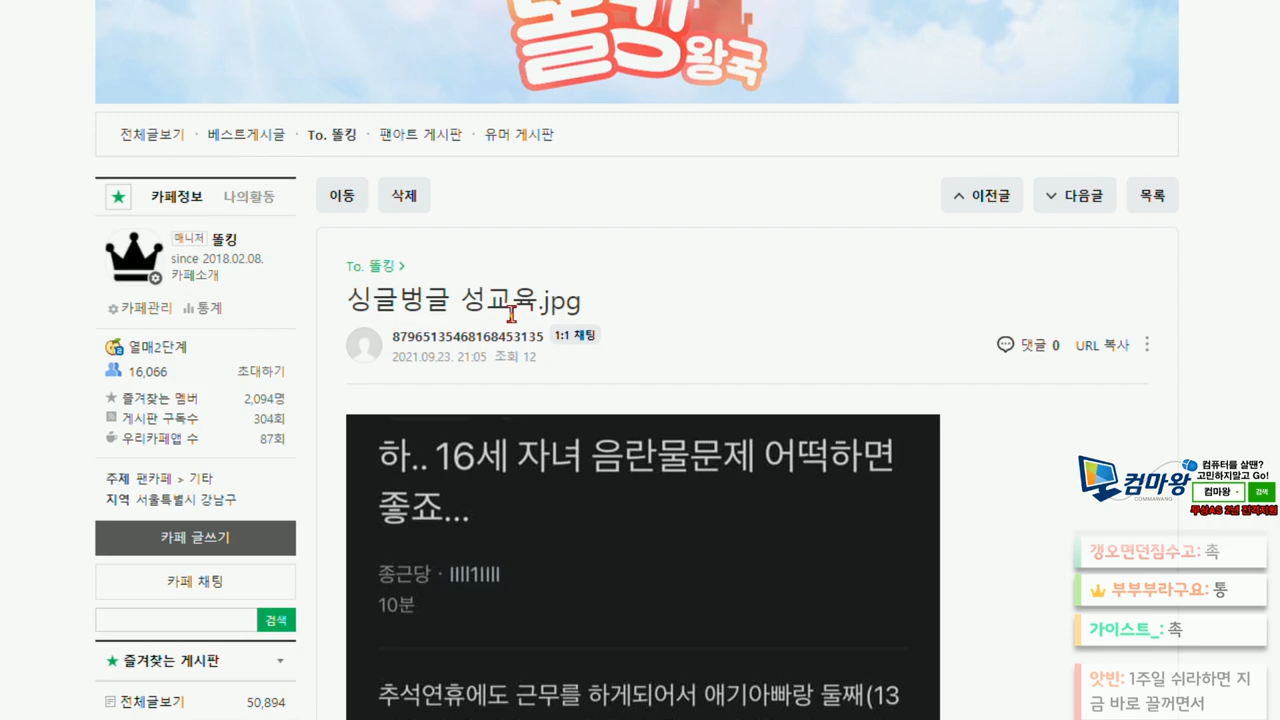 똘킹
왕국
전체글보기 · 베스트게시글 · To. 똘킹 · 팬아트 게시판 · 유머 게시판
카페정보 나의활동
매니저 똘킹
since 2018.02.08.
카페소개
카페관리 통계
열매2단계
16,066 초대하기
즐겨찾는 멤버 2,094명
게시판 구독수 304회
우리카페앱 수 87회
주제 팬카페 > 기타
지역 서울특별시 강남구
카페 글쓰기
카페 채팅
검색
즐겨찾는 게시판
전체글보기 50,894
이동 삭제 이전글 다음글 목록
To. 똘킹 >
싱글벙글 성교육.jpg
87965135468168453135 1:1 채팅
2021.09.23. 21:05 조회 12
댓글 0 URL 복사
하.. 16세 자녀 음란물문제 어떡하면
좋죠...
종근당 · llll1llll
10분
추석연휴에도 근무를 하게되어서 애기아빠랑 둘째(13
컴마왕
COMMAWANG
컴퓨터를 살땐?
고민하지말고 Go!
컴마왕 검색
무상AS 2년 전격지원
갱오면던짐수고: 촉
부부부라구요: 통
가이스트_: 촉
앗빈: 1주일 쉬라하면 지
금 바로 끌꺼면서